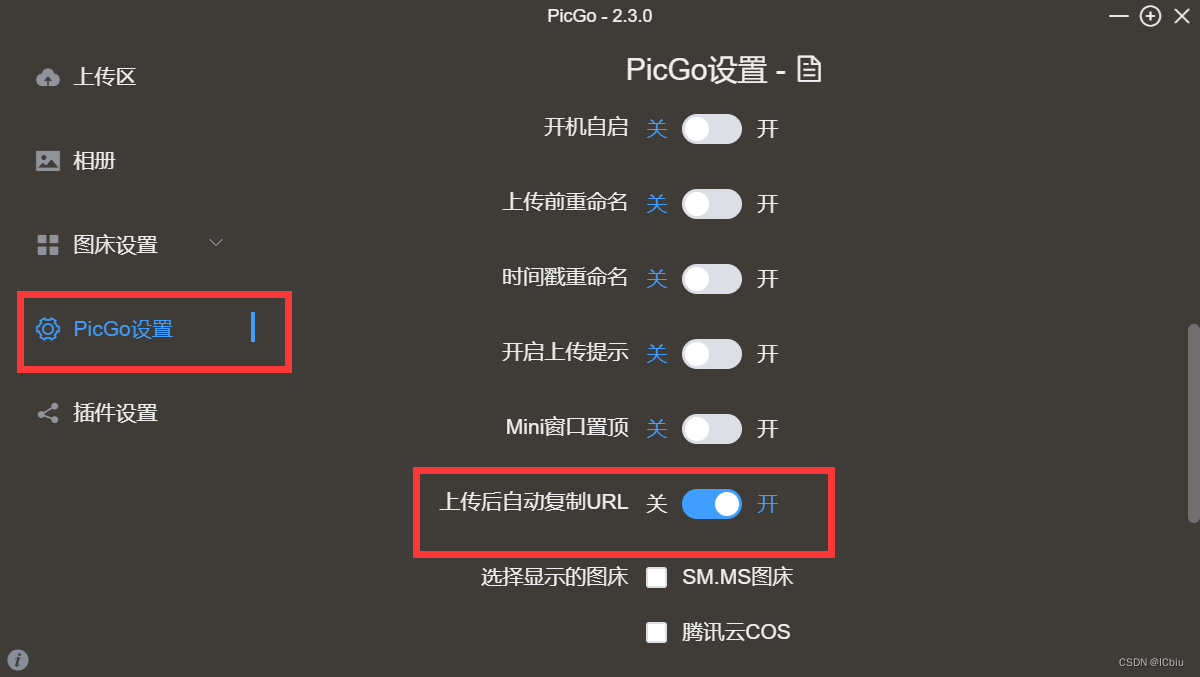 PicGo - 2.3.0
上传区
相册
图床设置
PicGo设置
插件设置
PicGo设置 -
开机自启 关 开
上传前重命名 关 开
时间戳重命名 关 开
开启上传提示 关 开
Mini窗口置顶 关 开
上传后自动复制URL 关 开
选择显示的图床 SM.MS图床
腾讯云COS
CSDN @ICbiu